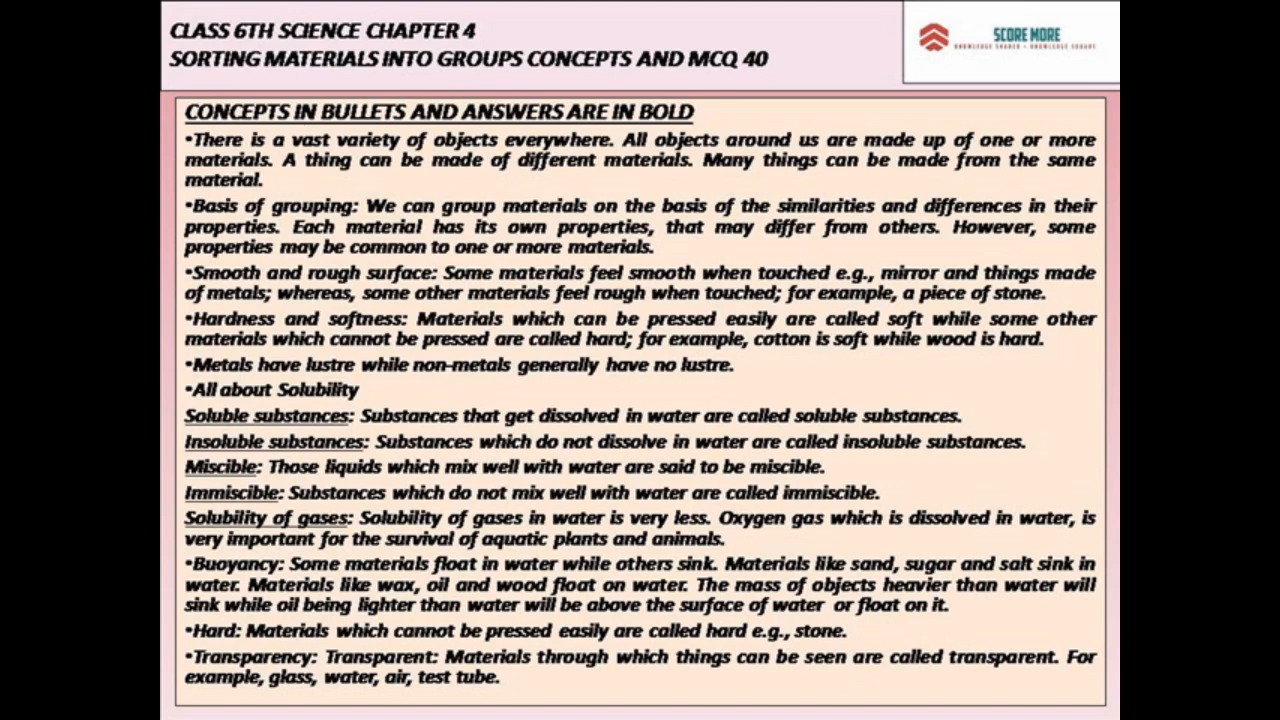 CLASS 6TH SCIENCE CHAPTER 4
SORTING MATERIALS INTO GROUPS CONCEPTS AND MCQ 40
SCORE MORE
KNOWLEDGE SHARED - KNOWLEDGE SQUARE
CONCEPTS IN BULLETS AND ANSWERS ARE IN BOLD
•There is a vast variety of objects everywhere. All objects around us are made up of one or more
materials. A thing can be made of different materials. Many things can be made from the same
material.
•Basis of grouping: We can group materials on the basis of the similarities and differences in their
properties. Each material has its own properties, that may differ from others. However, some
properties may be common to one or more materials.
•Smooth and rough surface: Some materials feel smooth when touched e.g., mirror and things made
of metals; whereas, some other materials feel rough when touched; for example, a piece of stone.
•Hardness and softness: Materials which can be pressed easily are called soft while some other
materials which cannot be pressed are called hard; for example, cotton is soft while wood is hard.
•Metals have lustre while non-metals generally have no lustre.
•All about Solubility
Soluble substances: Substances that get dissolved in water are called soluble substances.
Insoluble substances: Substances which do not dissolve in water are called insoluble substances.
Miscible: Those liquids which mix well with water are said to be miscible.
Immiscible: Substances which do not mix well with water are called immiscible.
Solubility of gases: Solubility of gases in water is very less. Oxygen gas which is dissolved in water, is
very important for the survival of aquatic plants and animals.
•Buoyancy: Some materials float in water while others sink. Materials like sand, sugar and salt sink in
water. Materials like wax, oil and wood float on water. The mass of objects heavier than water will
sink while oil being lighter than water will be above the surface of water or float on it.
•Hard: Materials which cannot be pressed easily are called hard e.g., stone.
•Transparency: Transparent: Materials through which things can be seen are called transparent. For
example, glass, water, air, test tube.